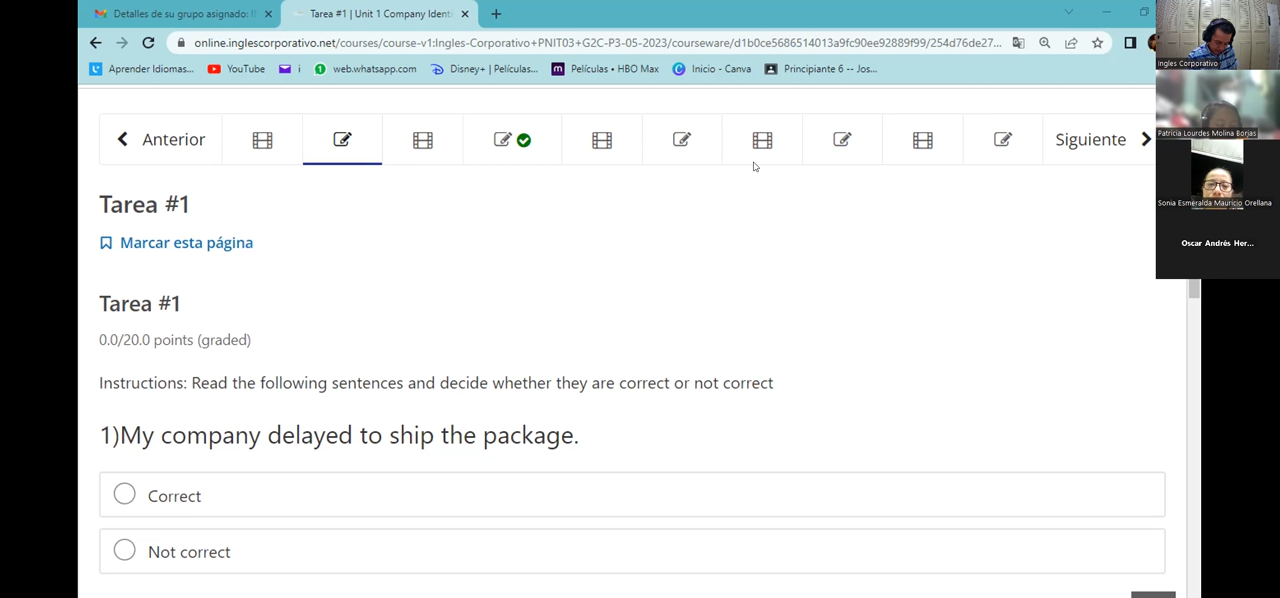 Detalles de su grupo asignado: I
Tarea #1 | Unit 1 Company Identi
online.inglescorporativo.net/courses/course-v1:Ingles-Corporativo+PNIT03+G2C-P3-05-2023/courseware/d1b0ce5686514013a9fc90ee92889f99/254d76de27...
Aprender Idiomas...
YouTube
i
web.whatsapp.com
Disney+ | Películas...
Películas • HBO Max
Inicio - Canva
Principiante 6 -- Jos...
Ingles Corporativo
Patricia Lourdes Molina Borjas
Sonia Esmeralda Mauricio Orellana
Oscar Andrés Her...
Anterior
Siguiente
Tarea #1
Marcar esta página
Tarea #1
0.0/20.0 points (graded)
Instructions: Read the following sentences and decide whether they are correct or not correct
1)My company delayed to ship the package.
Correct
Not correct